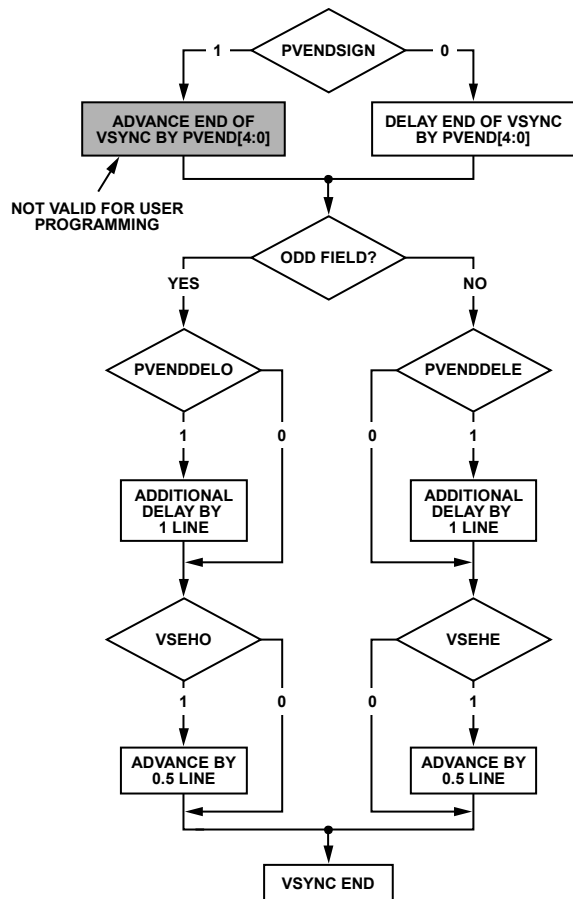 PVENDSIGN
1
0
ADVANCE END OF
VSYNC BY PVEND[4:0]
DELAY END OF VSYNC
BY PVEND[4:0]
NOT VALID FOR USER
PROGRAMMING
ODD FIELD?
YES
NO
PVENDDELO
PVENDDELE
1
0
0
1
ADDITIONAL
DELAY BY
1 LINE
ADDITIONAL
DELAY BY
1 LINE
VSEHO
VSEHE
1
0
0
1
ADVANCE BY
0.5 LINE
ADVANCE BY
0.5 LINE
VSYNC END